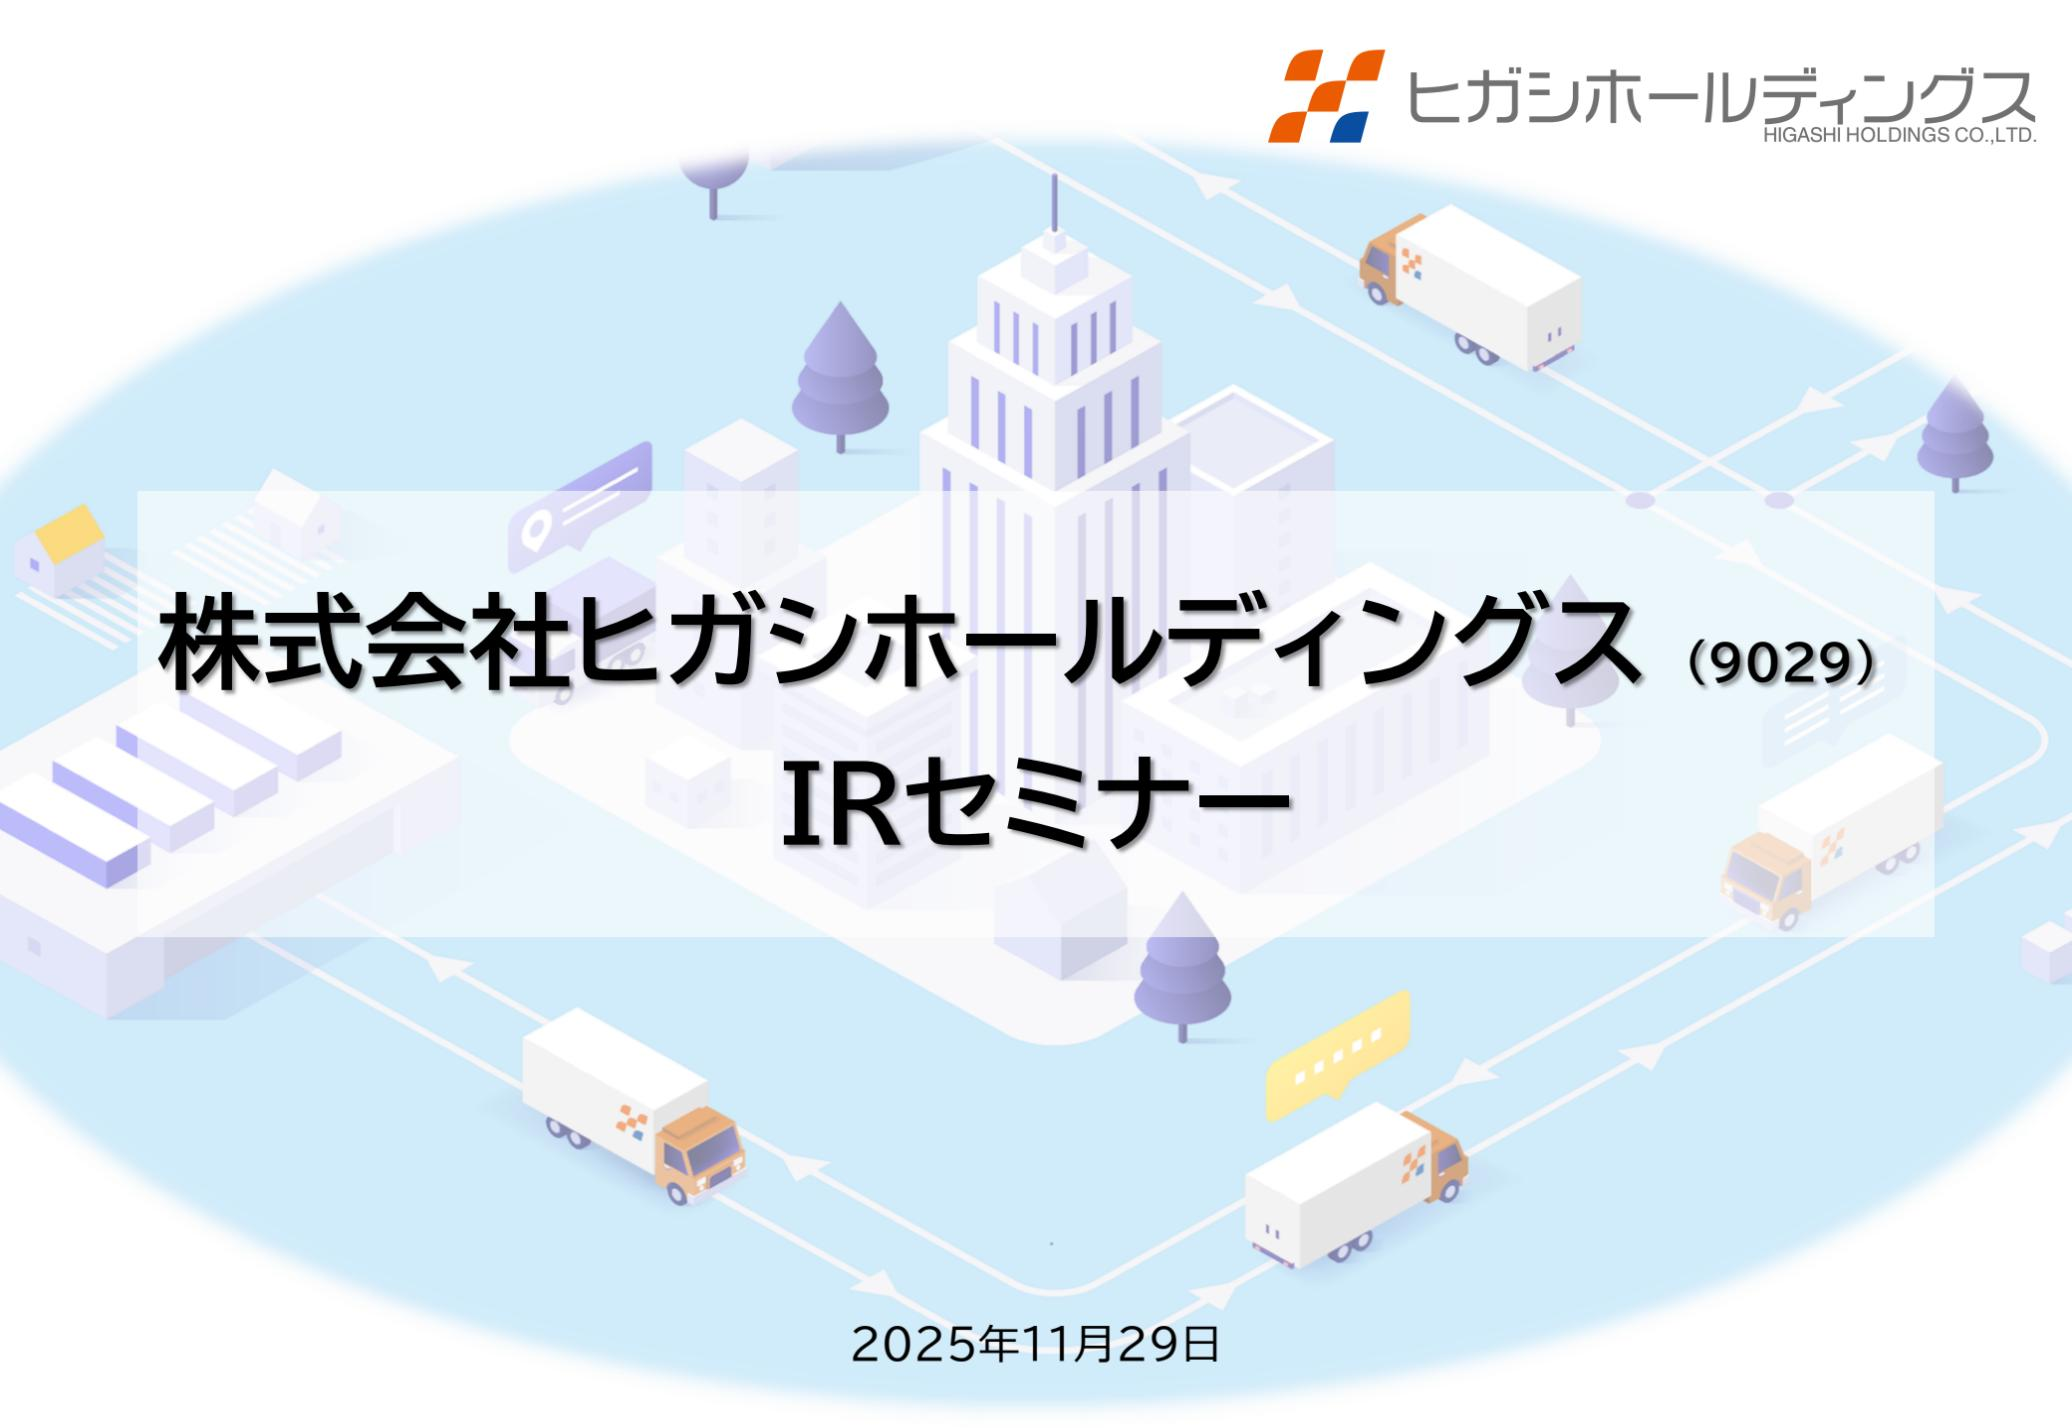 ヒガシホールディングス
HIGASHI HOLDINGS CO.,LTD.
株式会社ヒガシホールディングス（9029）
IRセミナー
2025年11月29日